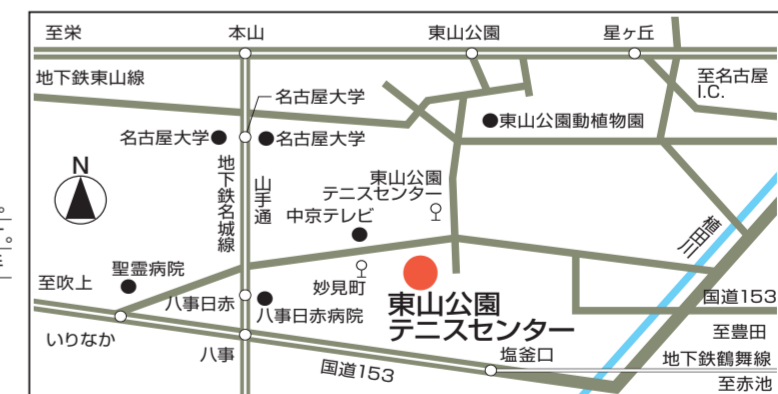 至栄
本山
東山公園
星ヶ丘
地下鉄東山線
至名古屋
I.C.
名古屋大学
名古屋大学
名古屋大学
東山公園動植物園
N
地下鉄名城線
山手通
東山公園
テニスセンター
中京テレビ
植田川
聖霊病院
至吹上
八事日赤
妙見町
八事日赤病院
東山公園
テニスセンター
国道153
いりなか
八事
国道153
塩釜口
至豊田
地下鉄鶴舞線
至赤池